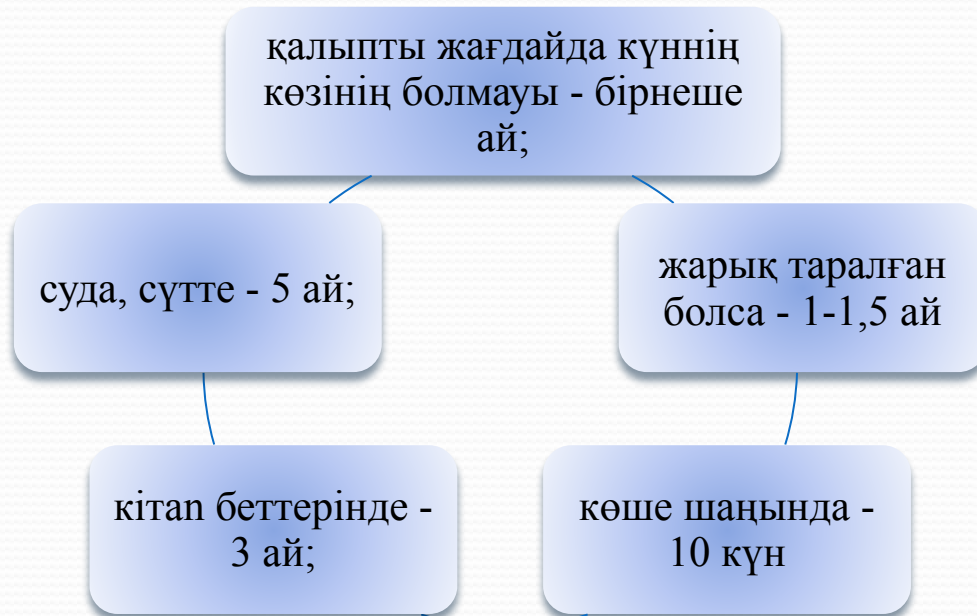 қалыпты жағдайда күннің
көзінің болмауы - бірнеше
ай;
суда, сүтте - 5 ай;
жарық таралған
болса - 1-1,5 ай
кітап беттерінде -
3 ай;
көше шаңында -
10 күн